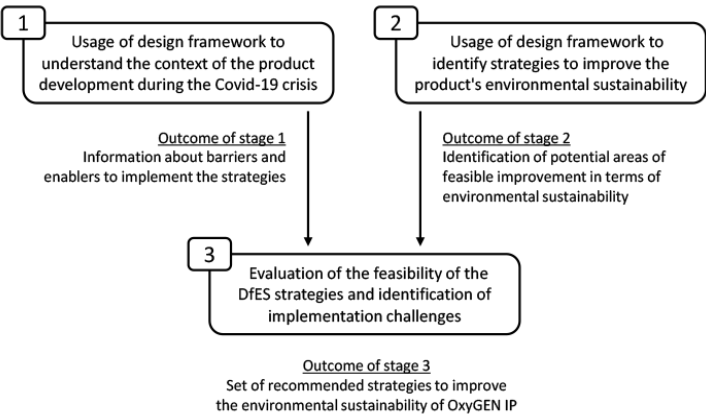 1
Usage of design framework to
understand the context of the product
development during the Covid-19 crisis
2
Usage of design framework to
identify strategies to improve the
product's environmental sustainability
Outcome of stage 1
Information about barriers and
enablers to implement the strategies
Outcome of stage 2
Identification of potential areas of
feasible improvement in terms of
environmental sustainability
3
Evaluation of the feasibility of the
DfES strategies and identification of
implementation challenges
Outcome of stage 3
Set of recommended strategies to improve
the environmental sustainability of OxyGEN IP